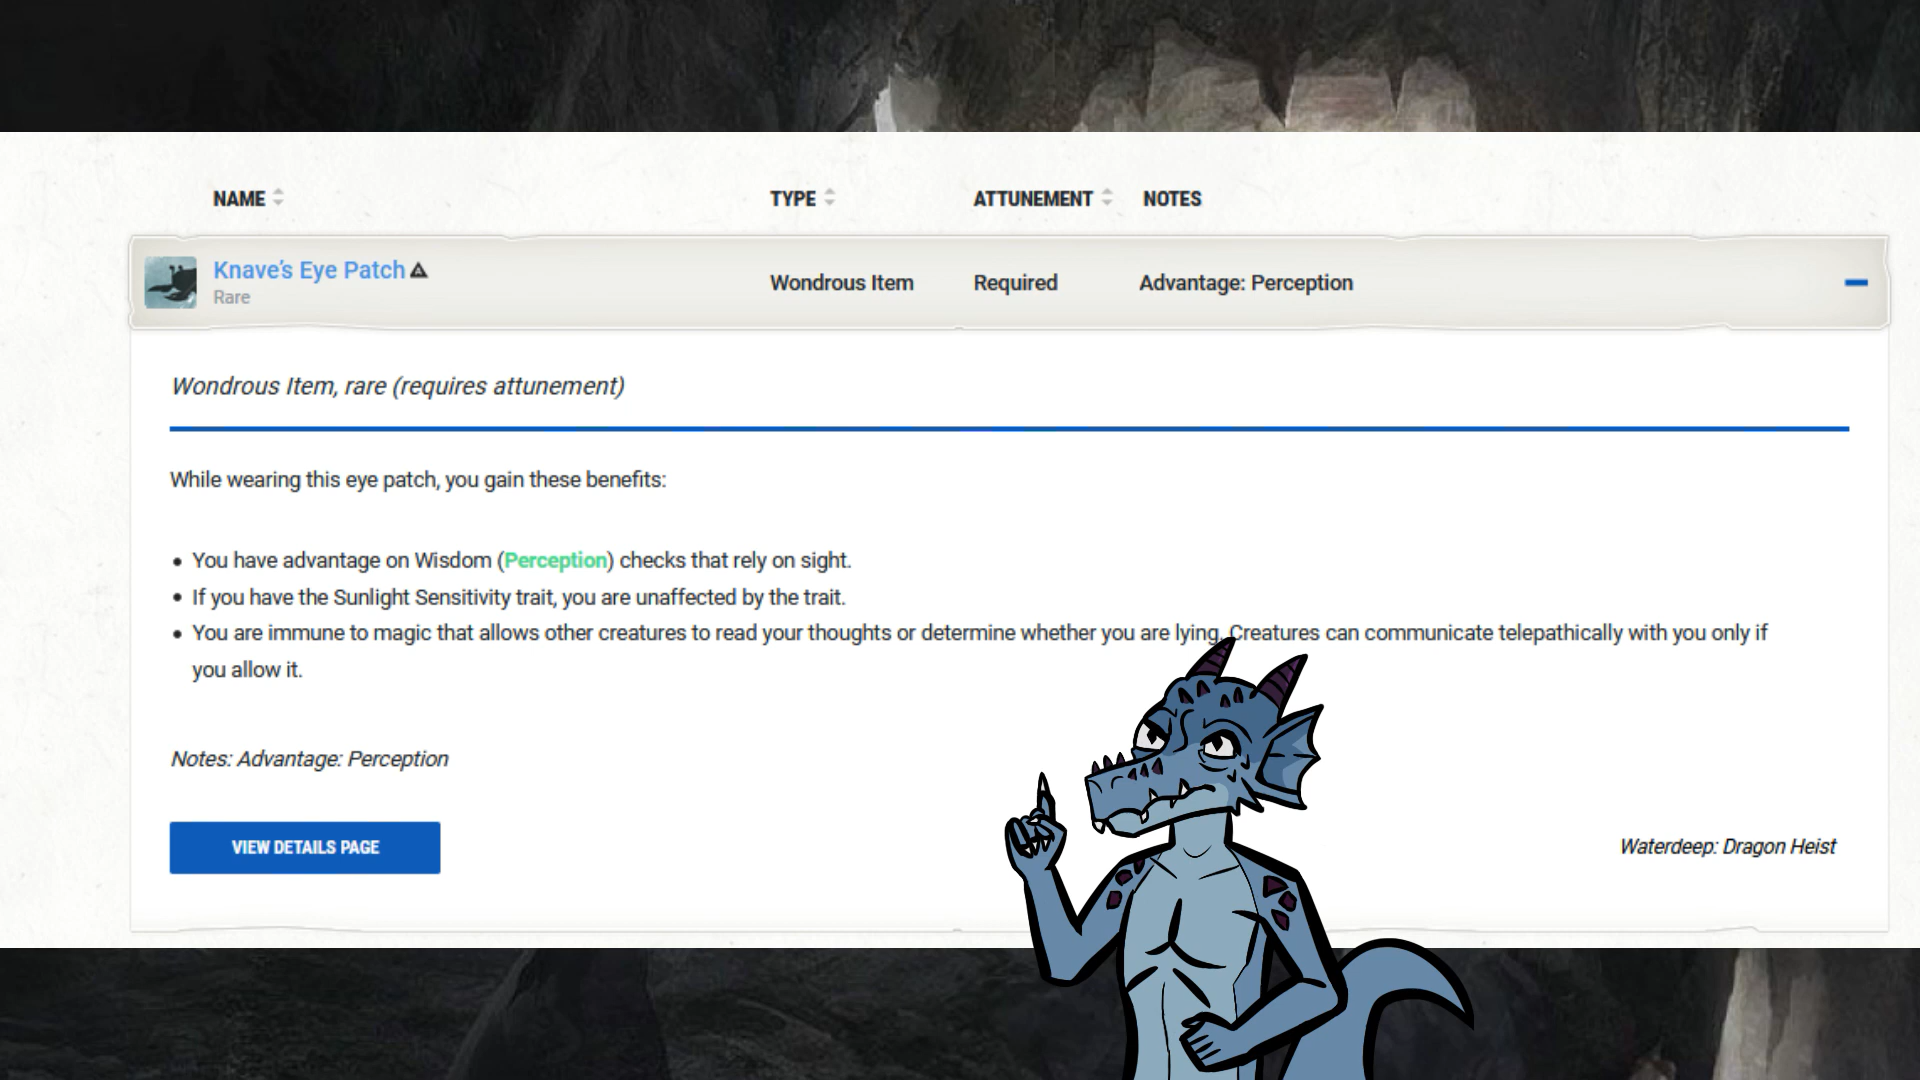 NAME TYPE ATTUNEMENT NOTES
Knave's Eye Patch
Rare
Wondrous Item Required Advantage: Perception
Wondrous Item, rare (requires attunement)
While wearing this eye patch, you gain these benefits:
• You have advantage on Wisdom (Perception) checks that rely on sight.
• If you have the Sunlight Sensitivity trait, you are unaffected by the trait.
• You are immune to magic that allows other creatures to read your thoughts or determine whether you are lying. Creatures can communicate telepathically with you only if
you allow it.
Notes: Advantage: Perception
VIEW DETAILS PAGE
Waterdeep: Dragon Heist